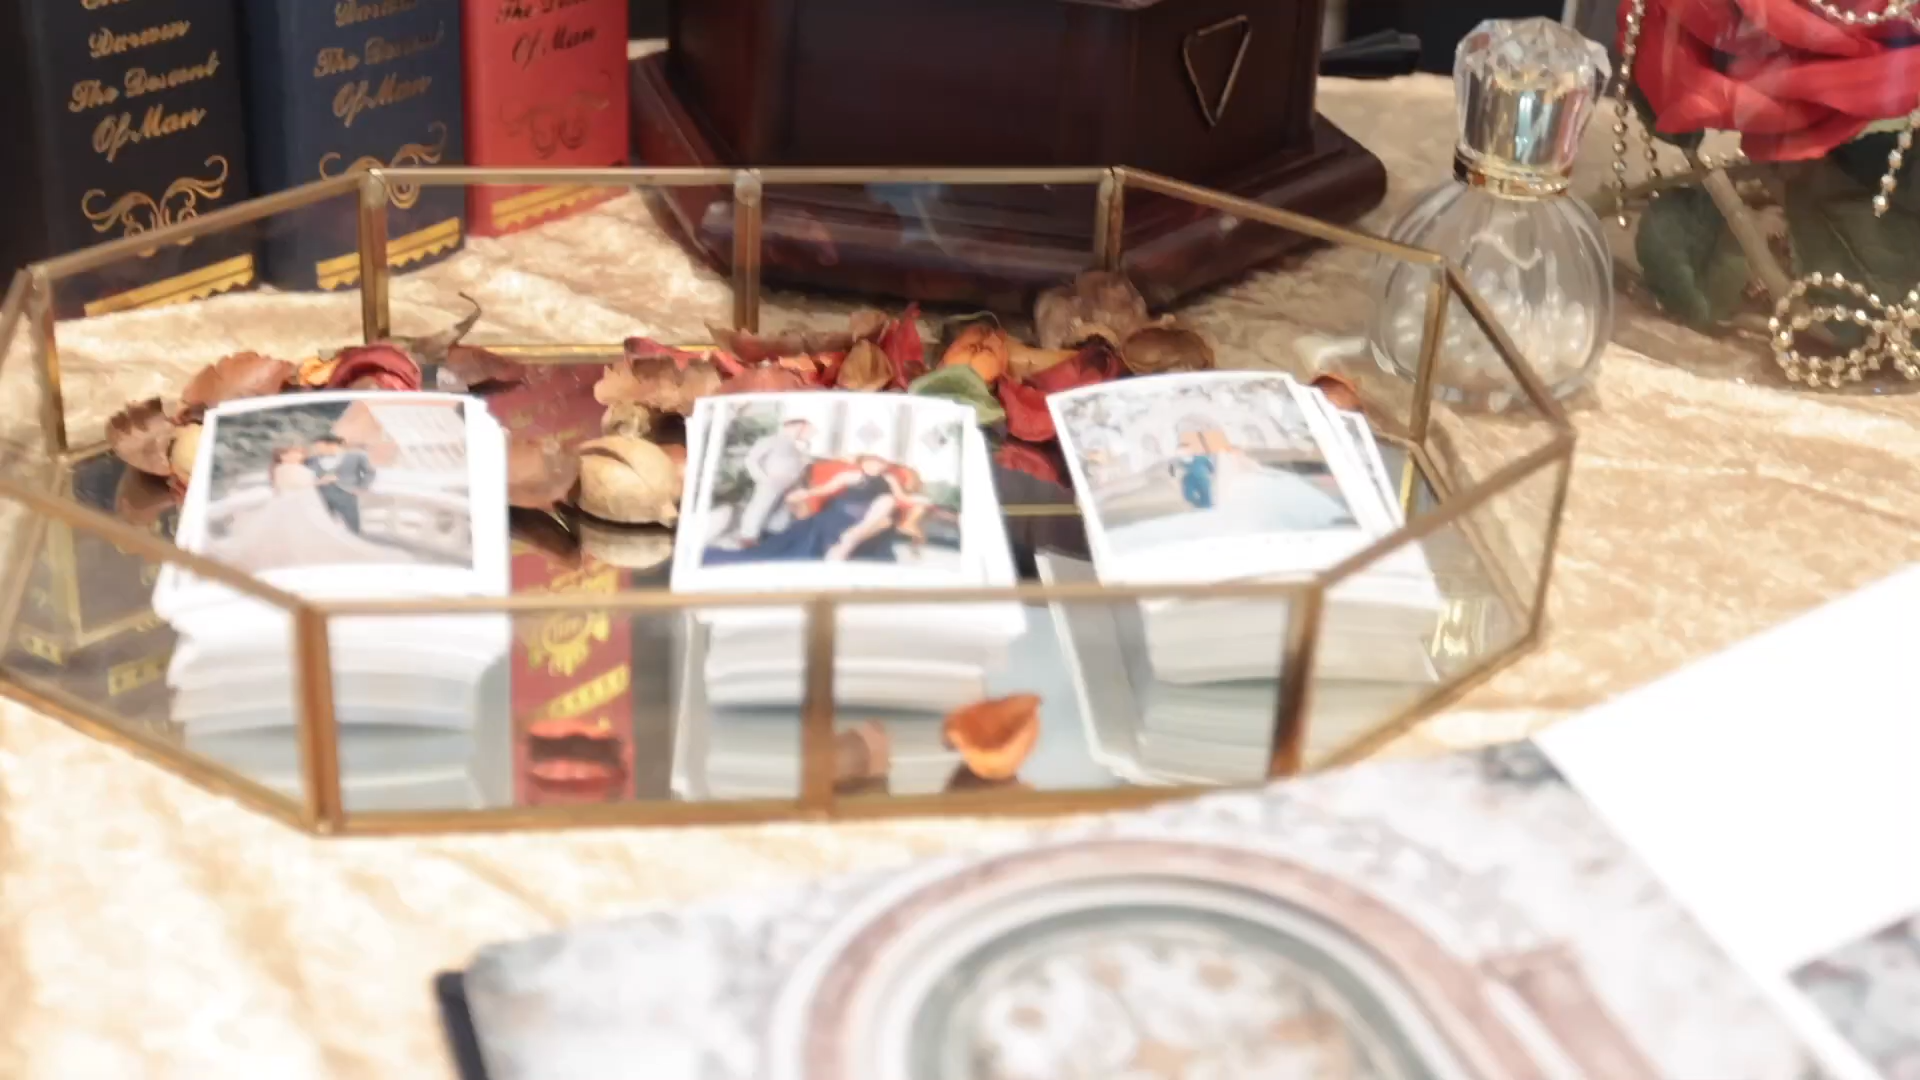 Darwin
The Descent
Of Man
Darwin
The Descent
Of Man
The Descent
Of Man